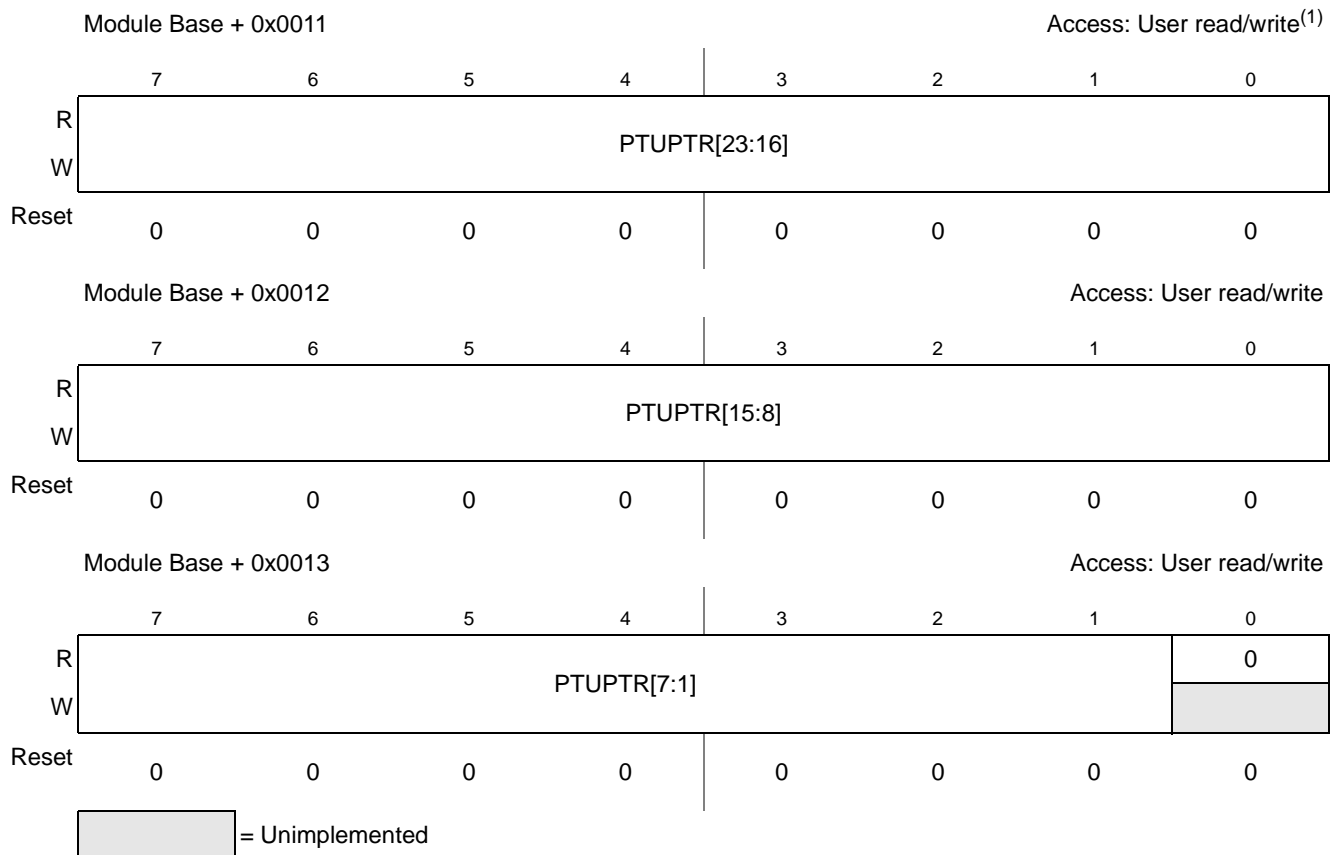 Module Base + 0x0011 Access: User read/write(1)
7 6 5 4 3 2 1 0
R
PTUPTR[23:16]
W
Reset 0 0 0 0 0 0 0 0
Module Base + 0x0012 Access: User read/write
7 6 5 4 3 2 1 0
R
PTUPTR[15:8]
W
Reset 0 0 0 0 0 0 0 0
Module Base + 0x0013 Access: User read/write
7 6 5 4 3 2 1 0
R 0
PTUPTR[7:1]
W
Reset 0 0 0 0 0 0 0 0
= Unimplemented